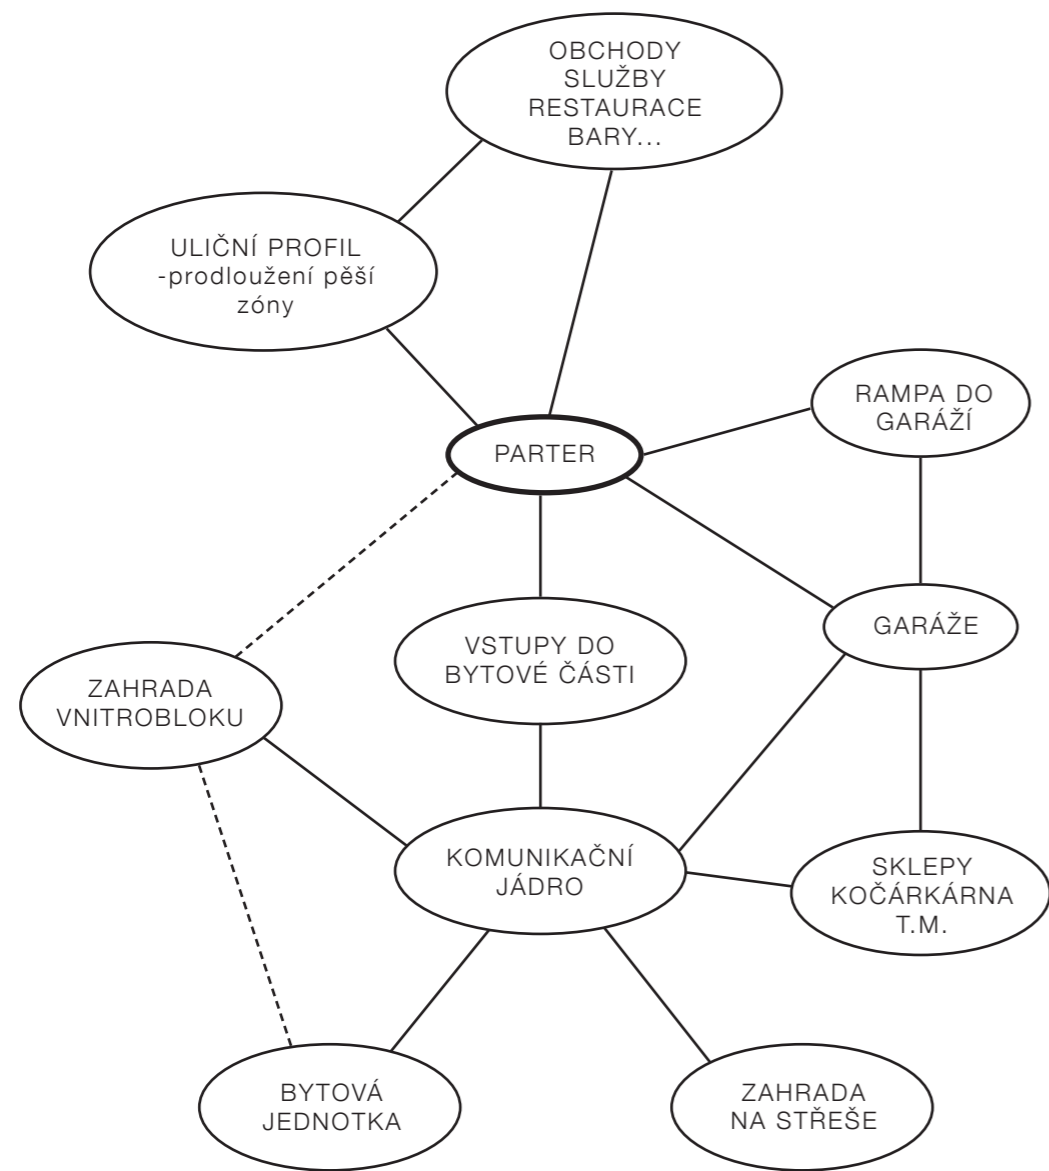 OBCHODY
SLUŽBY
RESTAURACE
BARY...
ULIČNÍ PROFIL
-prodloužení pěší
zóny
RAMPA DO
GARÁŽÍ
PARTER
GARÁŽE
VSTUPY DO
BYTOVÉ ČÁSTI
ZAHRADA
VNITROBLOKU
KOMUNIKAČNÍ
JÁDRO
SKLEPY
KOČÁRKÁRNA
T.M.
BYTOVÁ
JEDNOTKA
ZAHRADA
NA STŘEŠE